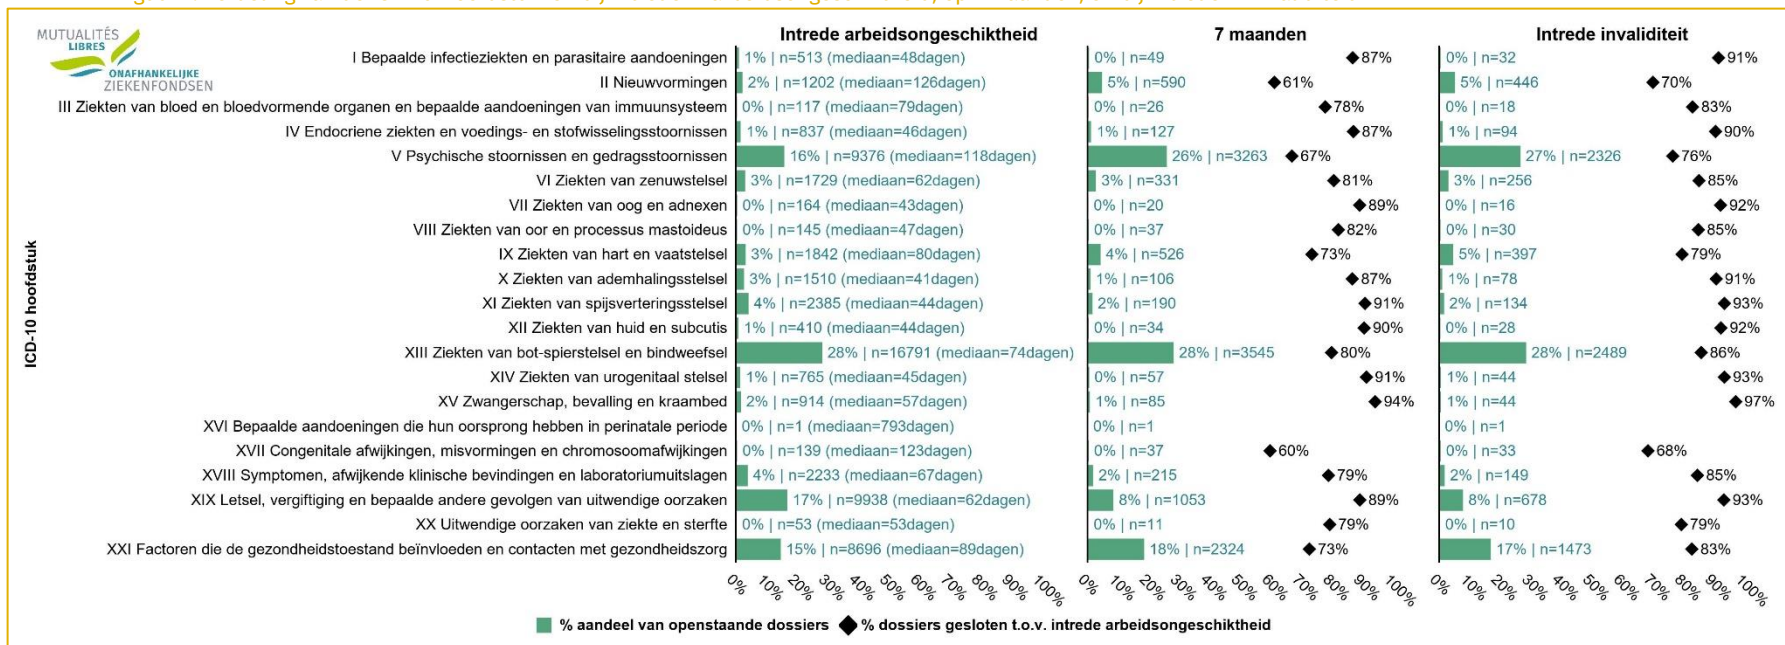 MUTUALITÉS
LIBRES
ONAFHANKELIJKE
ZIEKENFONDSEN
Intrede arbeidsongeschiktheid 7 maanden Intrede invaliditeit
I Bepaalde infectieziekten en parasitaire aandoeningen 1% | n=513 (mediaan=48dagen) 0% | n=49 87% 0% | n=32 91%
II Nieuwvormingen 2% | n=1202 (mediaan=126dagen) 5% | n=590 61% 5% | n=446 70%
III Ziekten van bloed en bloedvormende organen en bepaalde aandoeningen van immuunsysteem 0% | n=117 (mediaan=79dagen) 0% | n=26 78% 0% | n=18 83%
IV Endocriene ziekten en voedings- en stofwisselingsstoornissen 1% | n=837 (mediaan=46dagen) 1% | n=127 87% 1% | n=94 90%
V Psychische stoornissen en gedragsstoornissen 16% | n=9376 (mediaan=118dagen) 26% | n=3263 67% 27% | n=2326 76%
VI Ziekten van zenuwstelsel 3% | n=1729 (mediaan=62dagen) 3% | n=331 81% 3% | n=256 85%
VII Ziekten van oog en adnexen 0% | n=164 (mediaan=43dagen) 0% | n=20 89% 0% | n=16 92%
VIII Ziekten van oor en processus mastoideus 0% | n=145 (mediaan=47dagen) 0% | n=37 82% 0% | n=30 85%
IX Ziekten van hart en vaatstelsel 3% | n=1842 (mediaan=80dagen) 4% | n=526 73% 5% | n=397 79%
X Ziekten van ademhalingsstelsel 3% | n=1510 (mediaan=41dagen) 1% | n=106 87% 1% | n=78 91%
XI Ziekten van spijsverteringsstelsel 4% | n=2385 (mediaan=44dagen) 2% | n=190 91% 2% | n=134 93%
XII Ziekten van huid en subcutis 1% | n=410 (mediaan=44dagen) 0% | n=34 90% 0% | n=28 92%
XIII Ziekten van bot-spierstelsel en bindweefsel 28% | n=16791 (mediaan=74dagen) 28% | n=3545 80% 28% | n=2489 86%
XIV Ziekten van urogenitaal stelsel 1% | n=765 (mediaan=45dagen) 0% | n=57 91% 1% | n=44 93%
XV Zwangerschap, bevalling en kraambed 2% | n=914 (mediaan=57dagen) 1% | n=85 94% 1% | n=44 97%
XVI Bepaalde aandoeningen die hun oorsprong hebben in perinatale periode 0% | n=1 (mediaan=793dagen) 0% | n=1 0% | n=1
XVII Congenitale afwijkingen, misvormingen en chromosoomafwijkingen 0% | n=139 (mediaan=123dagen) 0% | n=37 60% 0% | n=33 68%
XVIII Symptomen, afwijkende klinische bevindingen en laboratoriumuitslagen 4% | n=2233 (mediaan=67dagen) 2% | n=215 79% 2% | n=149 85%
XIX Letsel, vergiftiging en bepaalde andere gevolgen van uitwendige oorzaken 17% | n=9938 (mediaan=62dagen) 8% | n=1053 89% 8% | n=678 93%
XX Uitwendige oorzaken van ziekte en sterfte 0% | n=53 (mediaan=53dagen) 0% | n=11 79% 0% | n=10 79%
XXI Factoren die de gezondheidstoestand beïnvloeden en contacten met gezondheidszorg 15% | n=8696 (mediaan=89dagen) 18% | n=2324 73% 17% | n=1473 83%
ICD-10 hoofdstuk
0% 10% 20% 30% 40% 50% 60% 70% 80% 90% 100% 0% 10% 20% 30% 40% 50% 60% 70% 80% 90% 100% 0% 10% 20% 30% 40% 50% 60% 70% 80% 90% 100%
% aandeel van openstaande dossiers % dossiers gesloten t.o.v. intrede arbeidsongeschiktheid